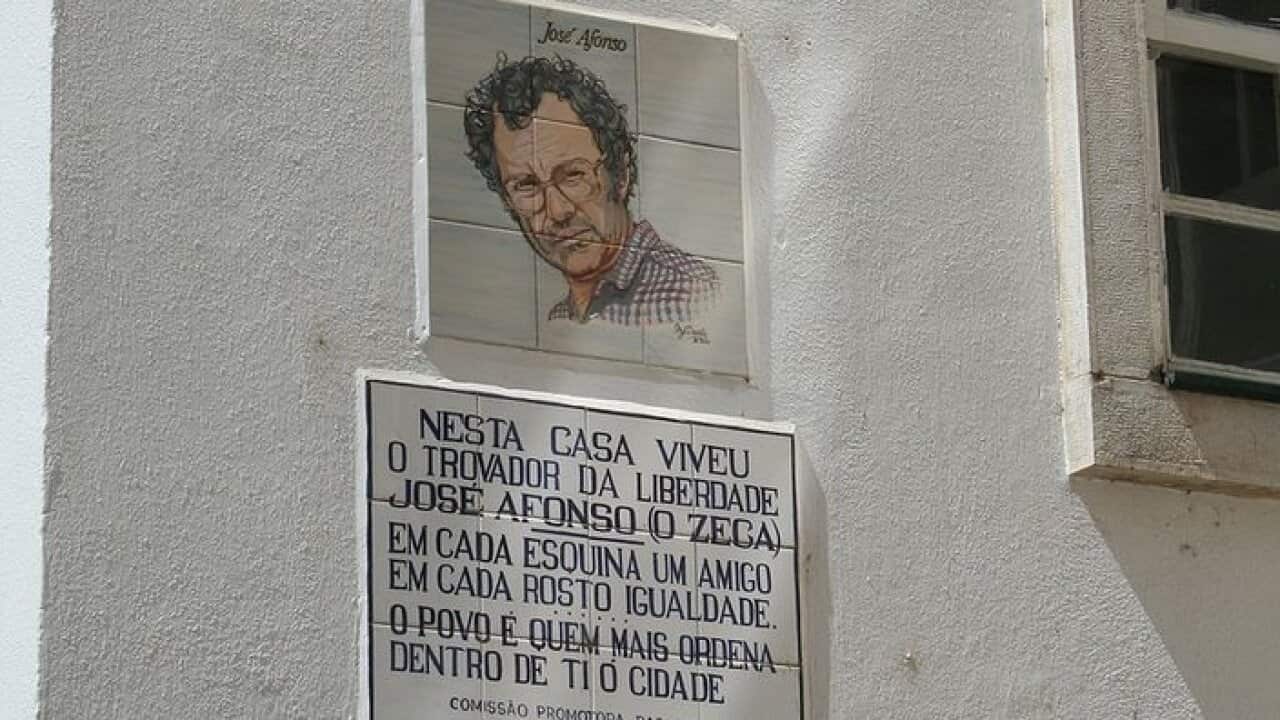 José Afonso
NESTA CASA VIVEU
O TROVADOR DA LIBERDADE
JOSÉ AFONSO (O ZECA)
EM CADA ESQUINA UM AMIGO
EM CADA ROSTO IGUALDADE.
. . . . . .
O POVO É QUEM MAIS ORDENA
DENTRO DE TI Ó CIDADE
COMISSÃO PROMOTORA